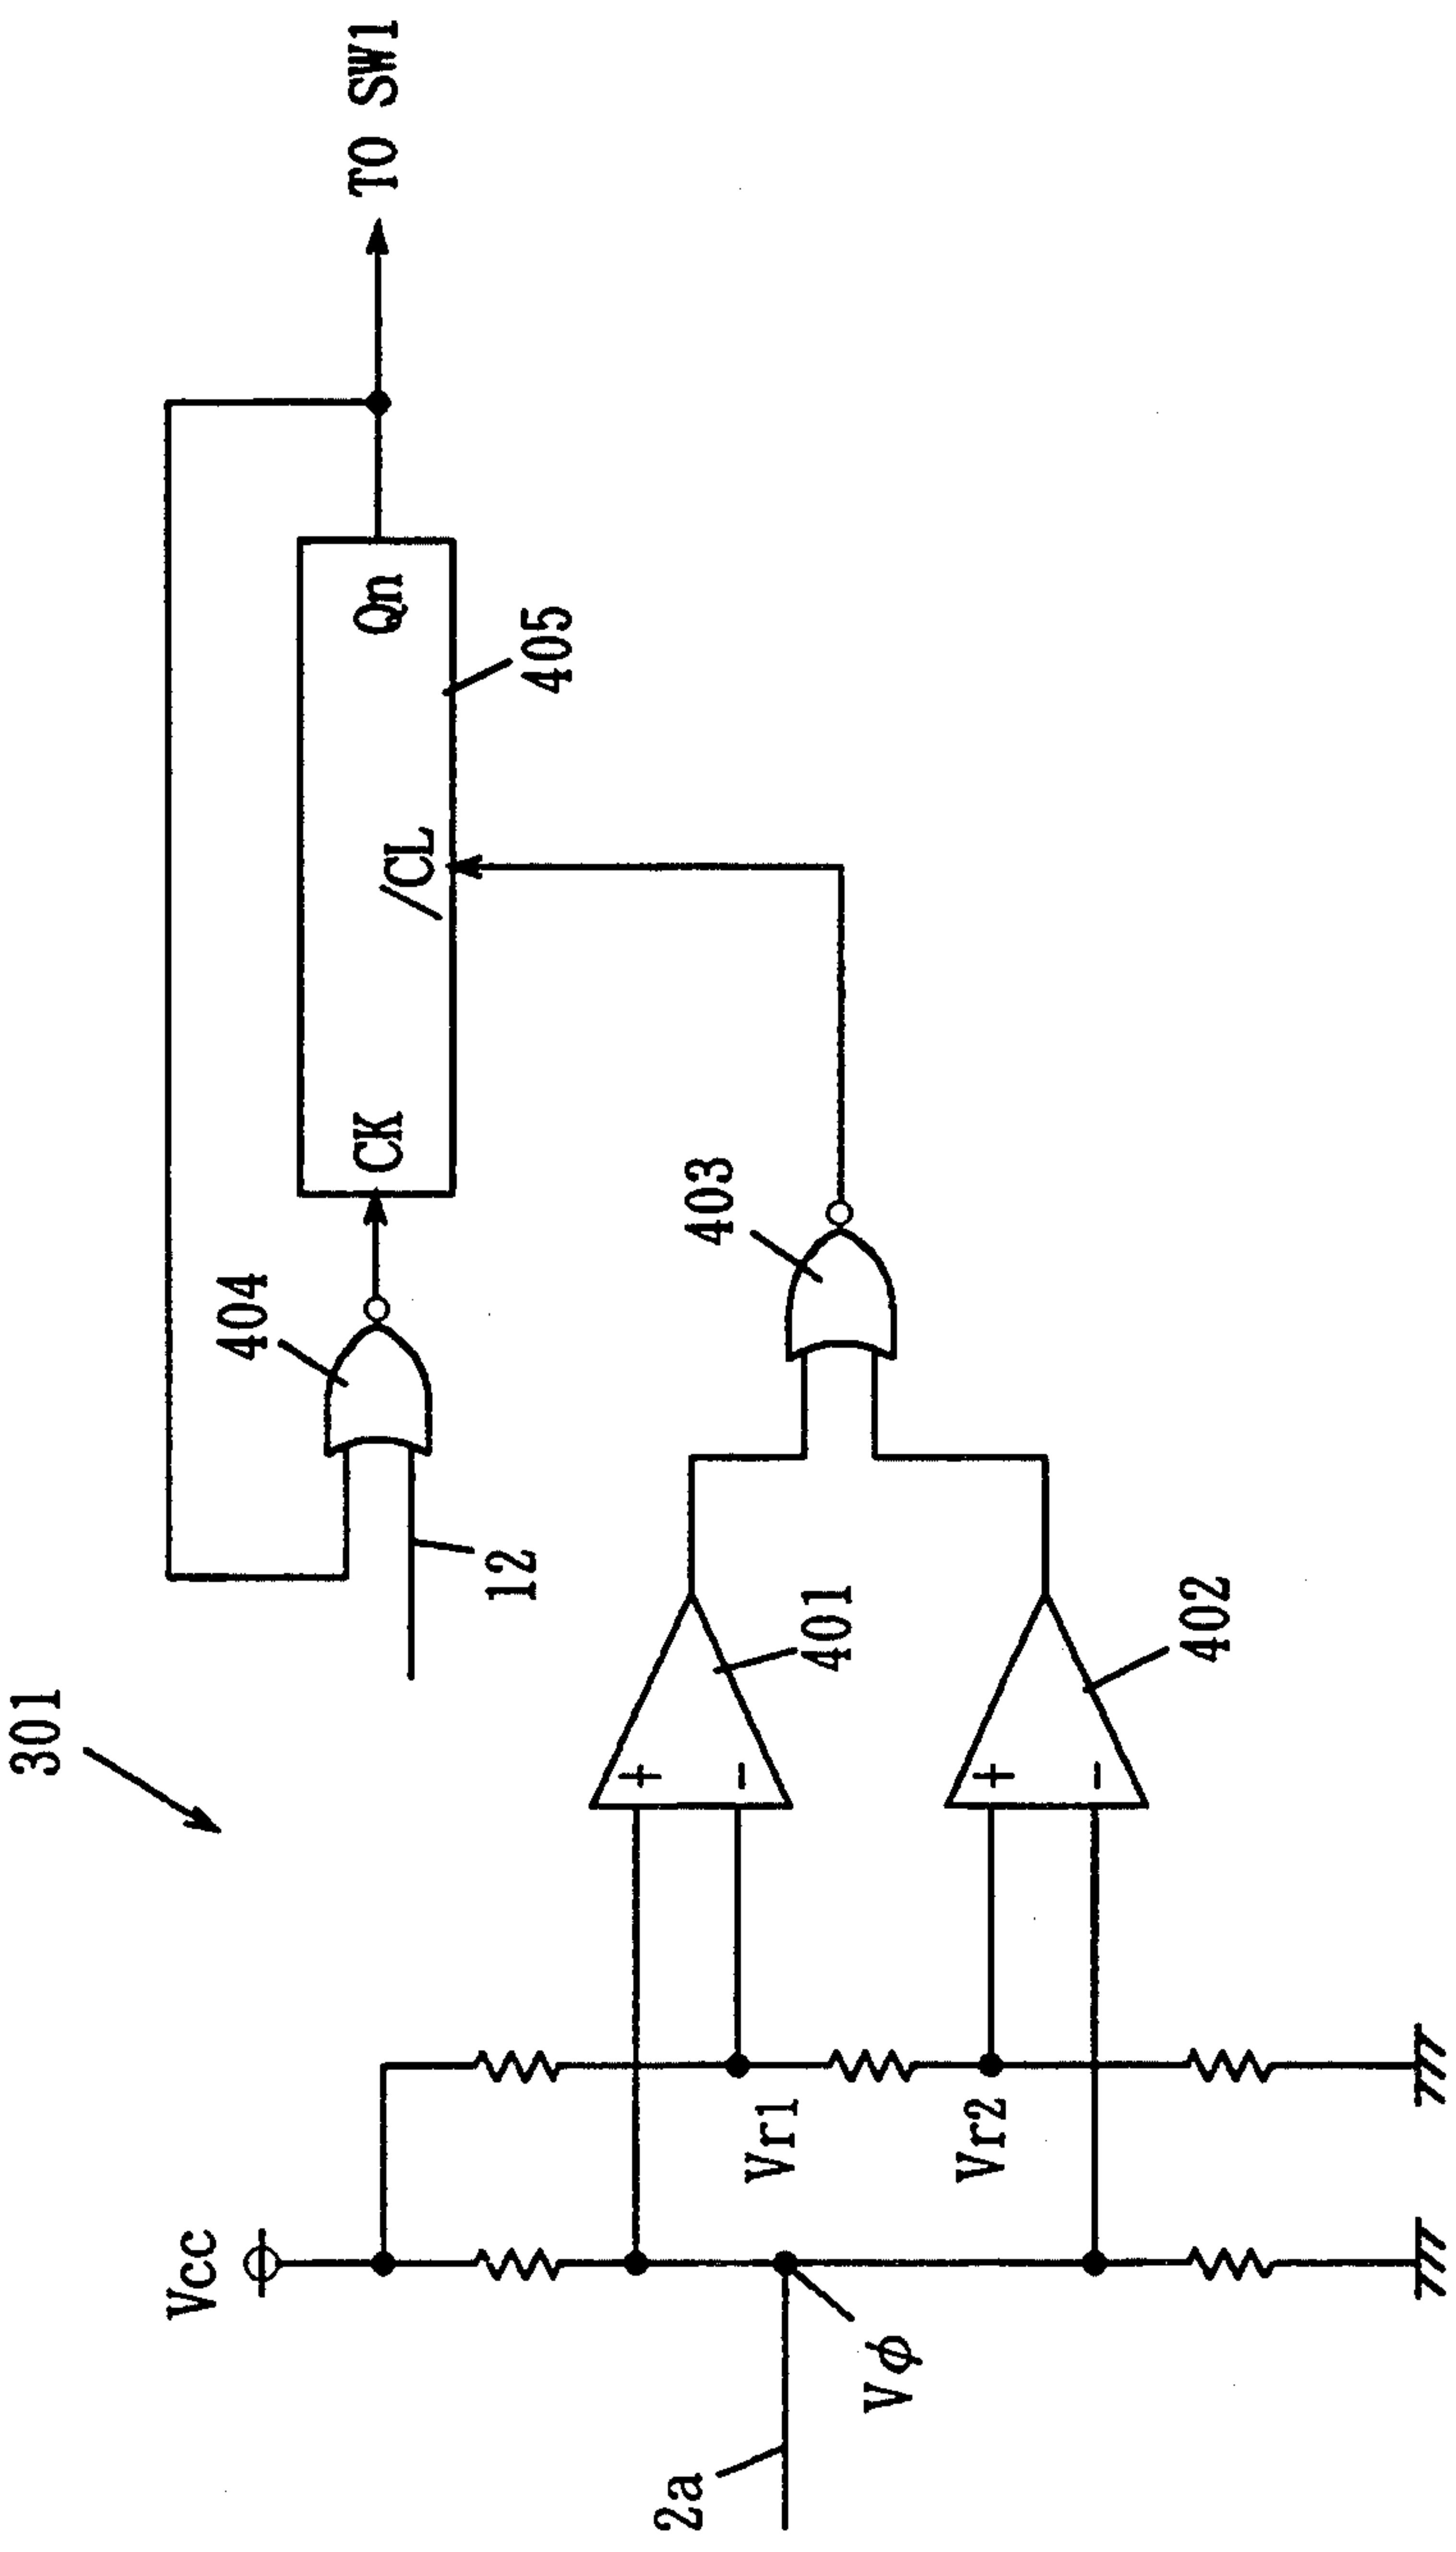 301
TO SW1
404
CK
/CL
Qn
405
12
403
Vcc
401
+
-
Vr1
402
+
-
Vr2
2a
Vϕ